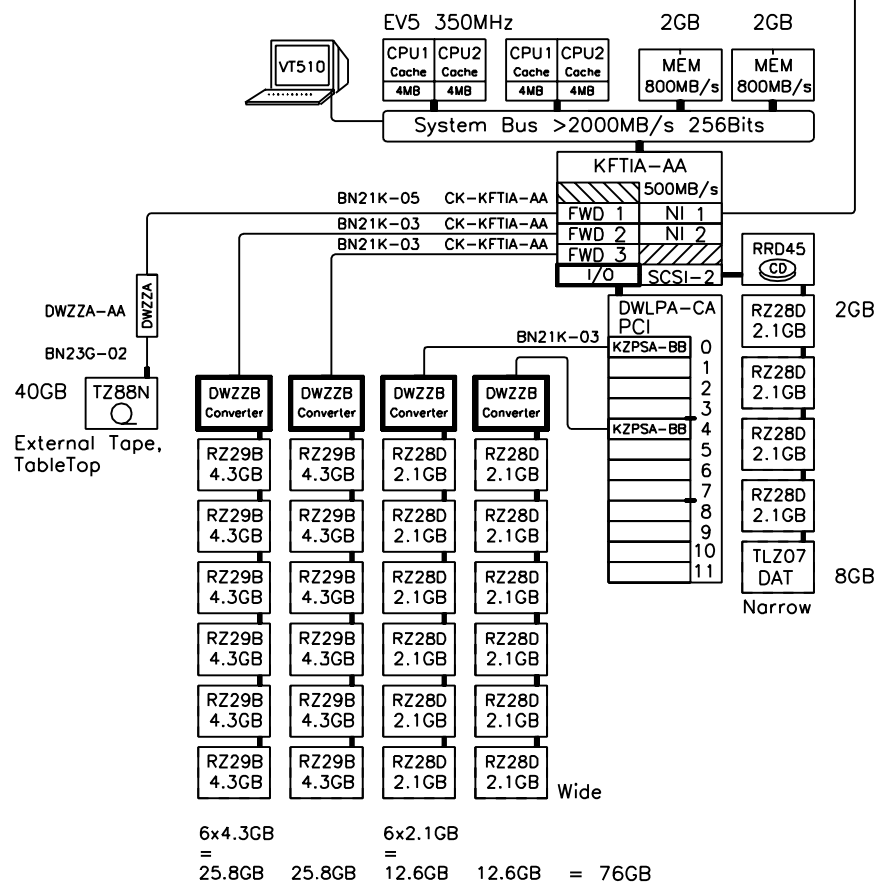 EV5 350MHz 2GB 2GB
VT510
CPU1 CPU2 CPU1 CPU2 MEM MEM
Cache Cache Cache Cache 800MB/s 800MB/s
4MB 4MB 4MB 4MB
System Bus >2000MB/s 256Bits
KFTIA-AA
500MB/s
BN21K-05 CK-KFTIA-AA FWD 1 NI 1
BN21K-03 CK-KFTIA-AA FWD 2 NI 2
BN21K-03 CK-KFTIA-AA FWD 3
I/O SCSI-2
RRD45
CD
DWZZA-AA DWZZA
BN23G-02
40GB TZ88N
External Tape,
TableTop
DWLPA-CA
PCI
BN21K-03 KZPSA-BB 0
1
2
3
KZPSA-BB 4
5
6
7
8
9
10
11
RZ28D 2GB
2.1GB
RZ28D
2.1GB
RZ28D
2.1GB
RZ28D
2.1GB
TLZ07 8GB
DAT
Narrow
DWZZB DWZZB DWZZB DWZZB
Converter Converter Converter Converter
RZ29B RZ29B RZ28D RZ28D
4.3GB 4.3GB 2.1GB 2.1GB
RZ29B RZ29B RZ28D RZ28D
4.3GB 4.3GB 2.1GB 2.1GB
RZ29B RZ29B RZ28D RZ28D
4.3GB 4.3GB 2.1GB 2.1GB
RZ29B RZ29B RZ28D RZ28D
4.3GB 4.3GB 2.1GB 2.1GB
RZ29B RZ29B RZ28D RZ28D
4.3GB 4.3GB 2.1GB 2.1GB
RZ29B RZ29B RZ28D RZ28D
4.3GB 4.3GB 2.1GB 2.1GB
Wide
6x4.3GB 6x2.1GB
= =
25.8GB 25.8GB 12.6GB 12.6GB = 76GB